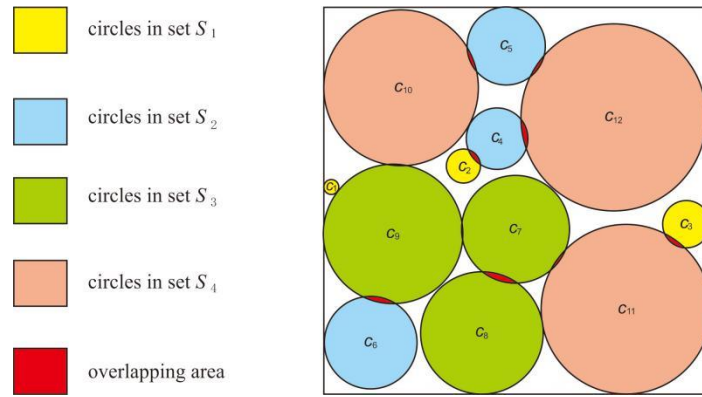 circles in set S1
circles in set S2
circles in set S3
circles in set S4
overlapping area
C5
C10
C12
C4
C2
C1
C3
C9
C7
C11
C6
C8